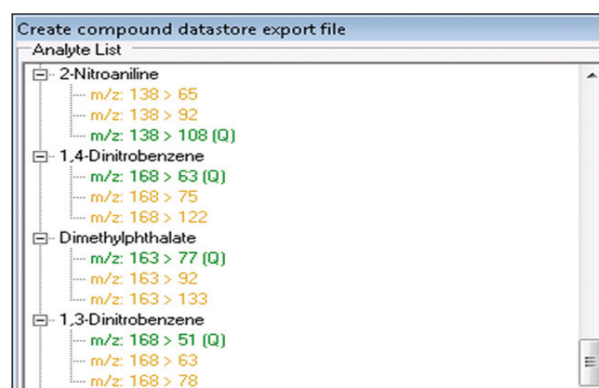 Create compound datastore export file
Analyte List
2-Nitroaniline
m/z: 138 > 65
m/z: 138 > 92
m/z: 138 > 108 (Q)
1,4-Dinitrobenzene
m/z: 168 > 63 (Q)
m/z: 168 > 75
m/z: 168 > 122
Dimethylphthalate
m/z: 163 > 77 (Q)
m/z: 163 > 92
m/z: 163 > 133
1,3-Dinitrobenzene
m/z: 168 > 51 (Q)
m/z: 168 > 63
m/z: 168 > 78